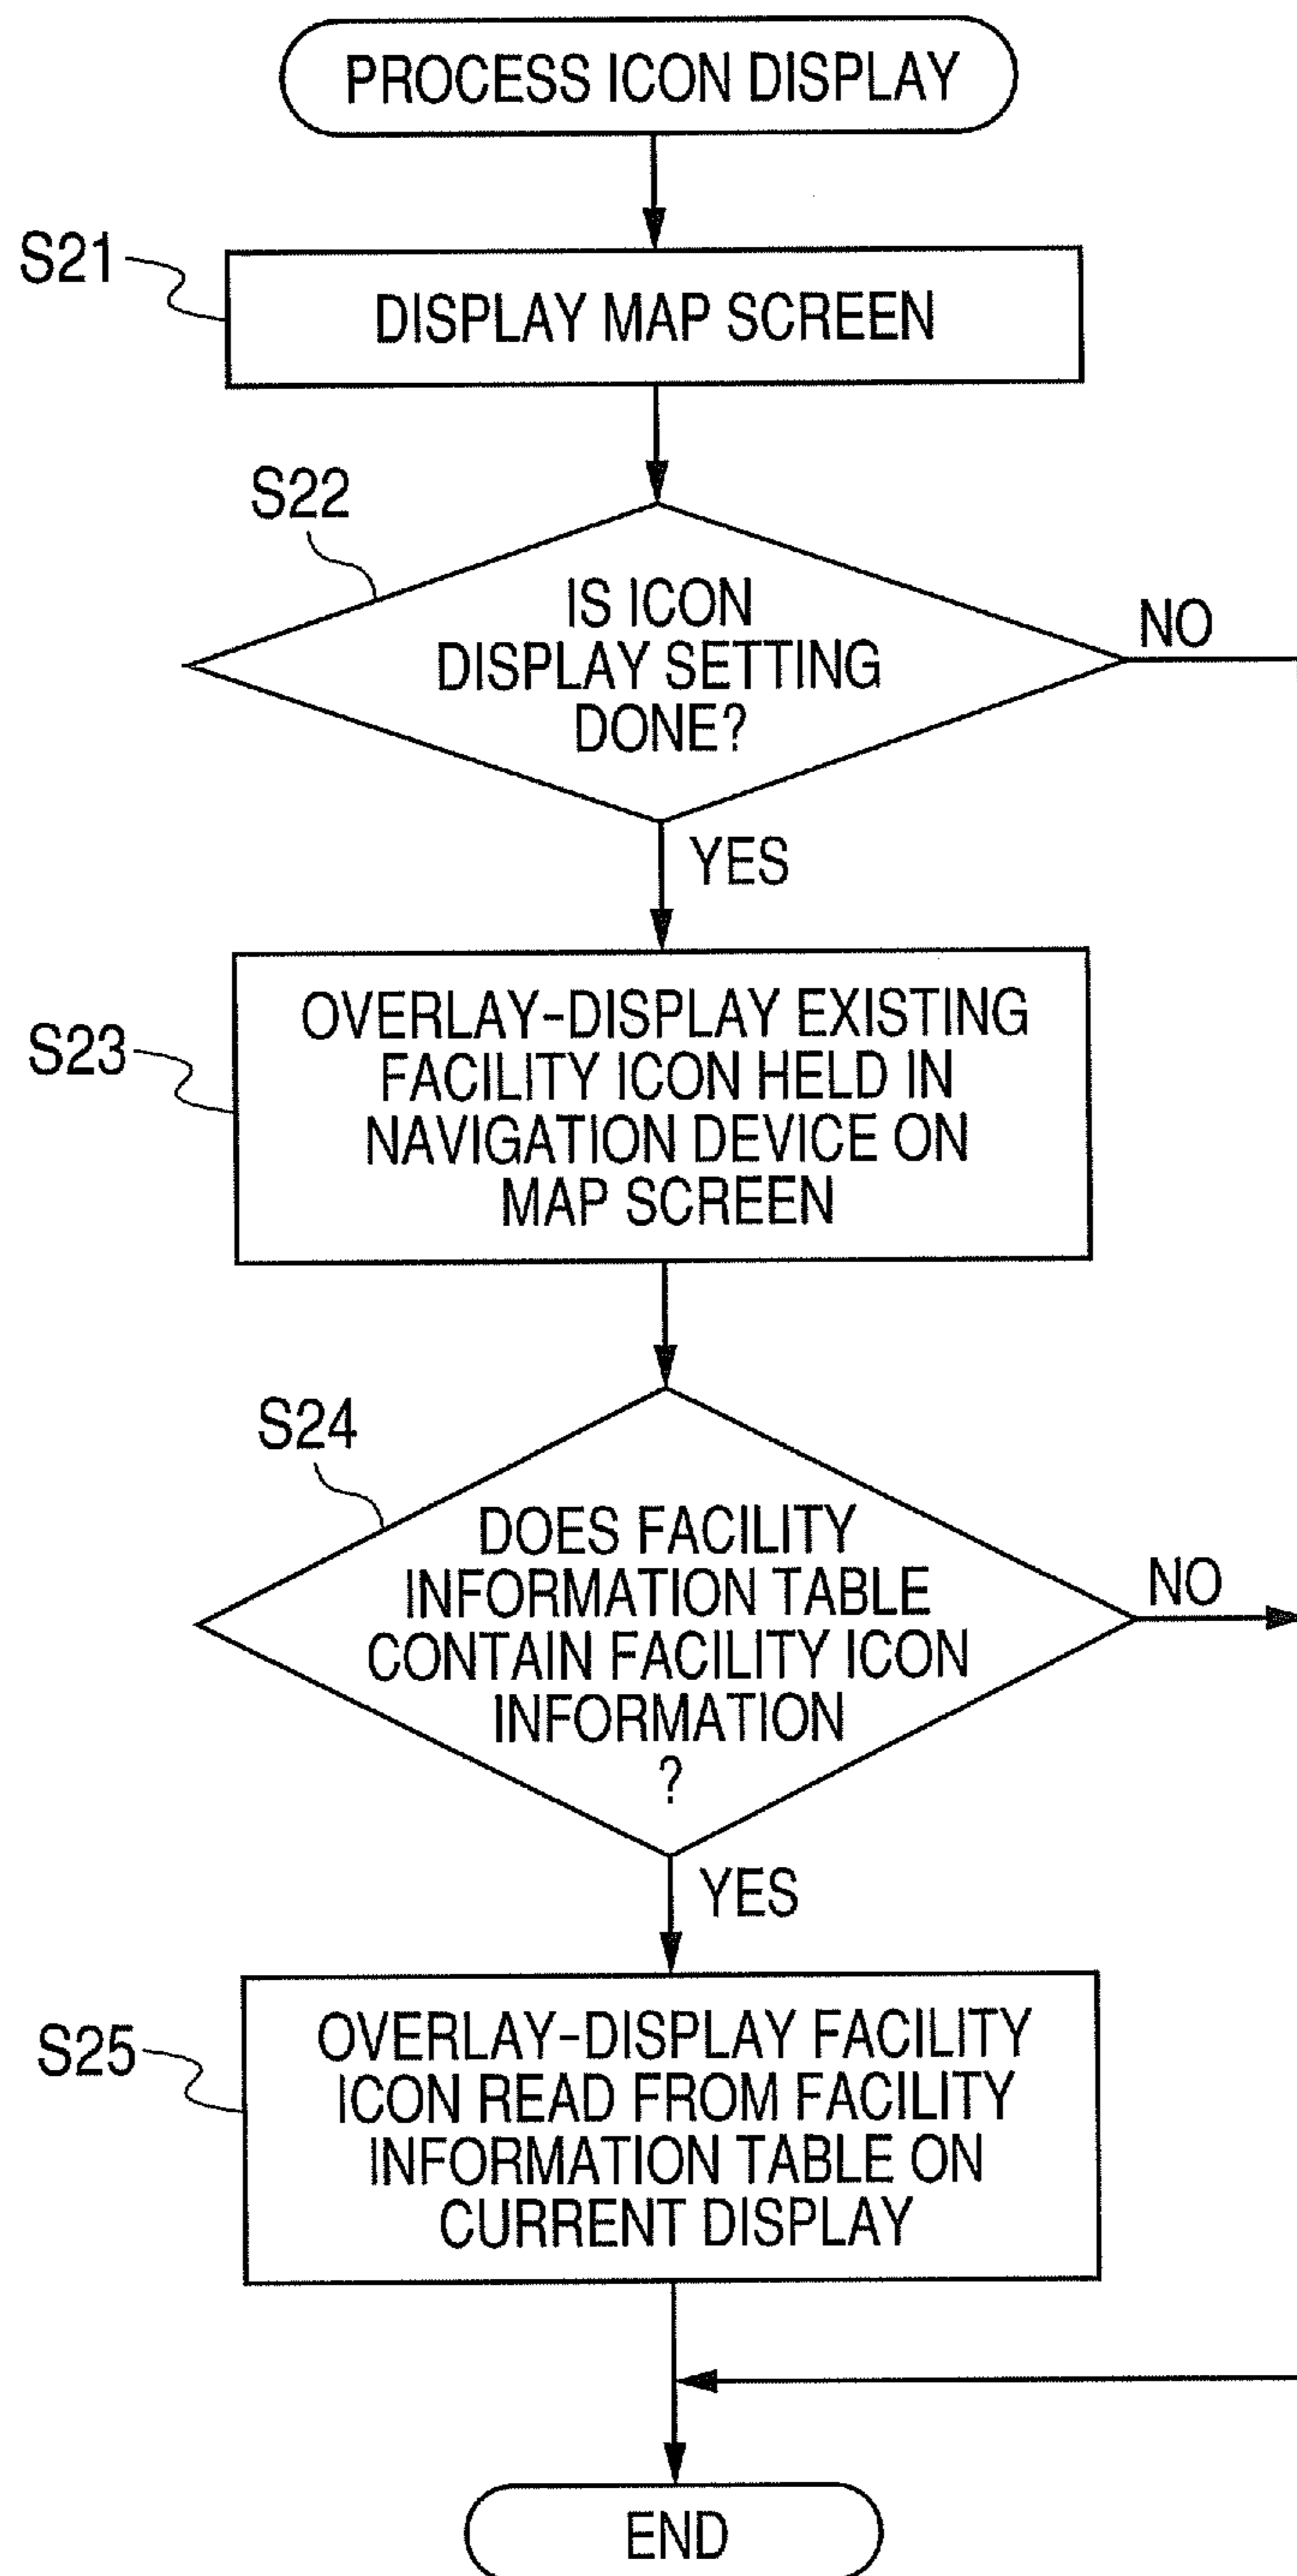 PROCESS ICON DISPLAY
S21
DISPLAY MAP SCREEN
S22
IS ICON
DISPLAY SETTING
DONE?
NO
YES
S23
OVERLAY-DISPLAY EXISTING
FACILITY ICON HELD IN
NAVIGATION DEVICE ON
MAP SCREEN
S24
DOES FACILITY
INFORMATION TABLE
CONTAIN FACILITY ICON
INFORMATION
?
NO
YES
S25
OVERLAY-DISPLAY FACILITY
ICON READ FROM FACILITY
INFORMATION TABLE ON
CURRENT DISPLAY
END